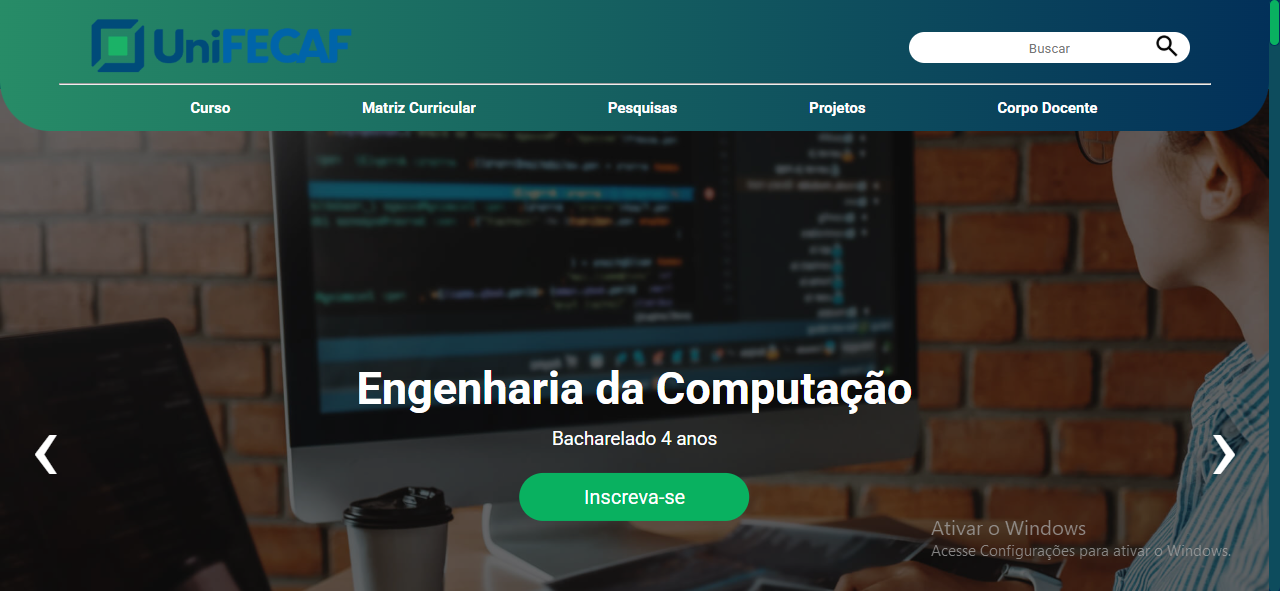 UniFECAF
Buscar
Curso
Matriz Curricular
Pesquisas
Projetos
Corpo Docente
Engenharia da Computação
Bacharelado 4 anos
Inscreva-se
Ativar o Windows
Acesse Configurações para ativar o Windows.